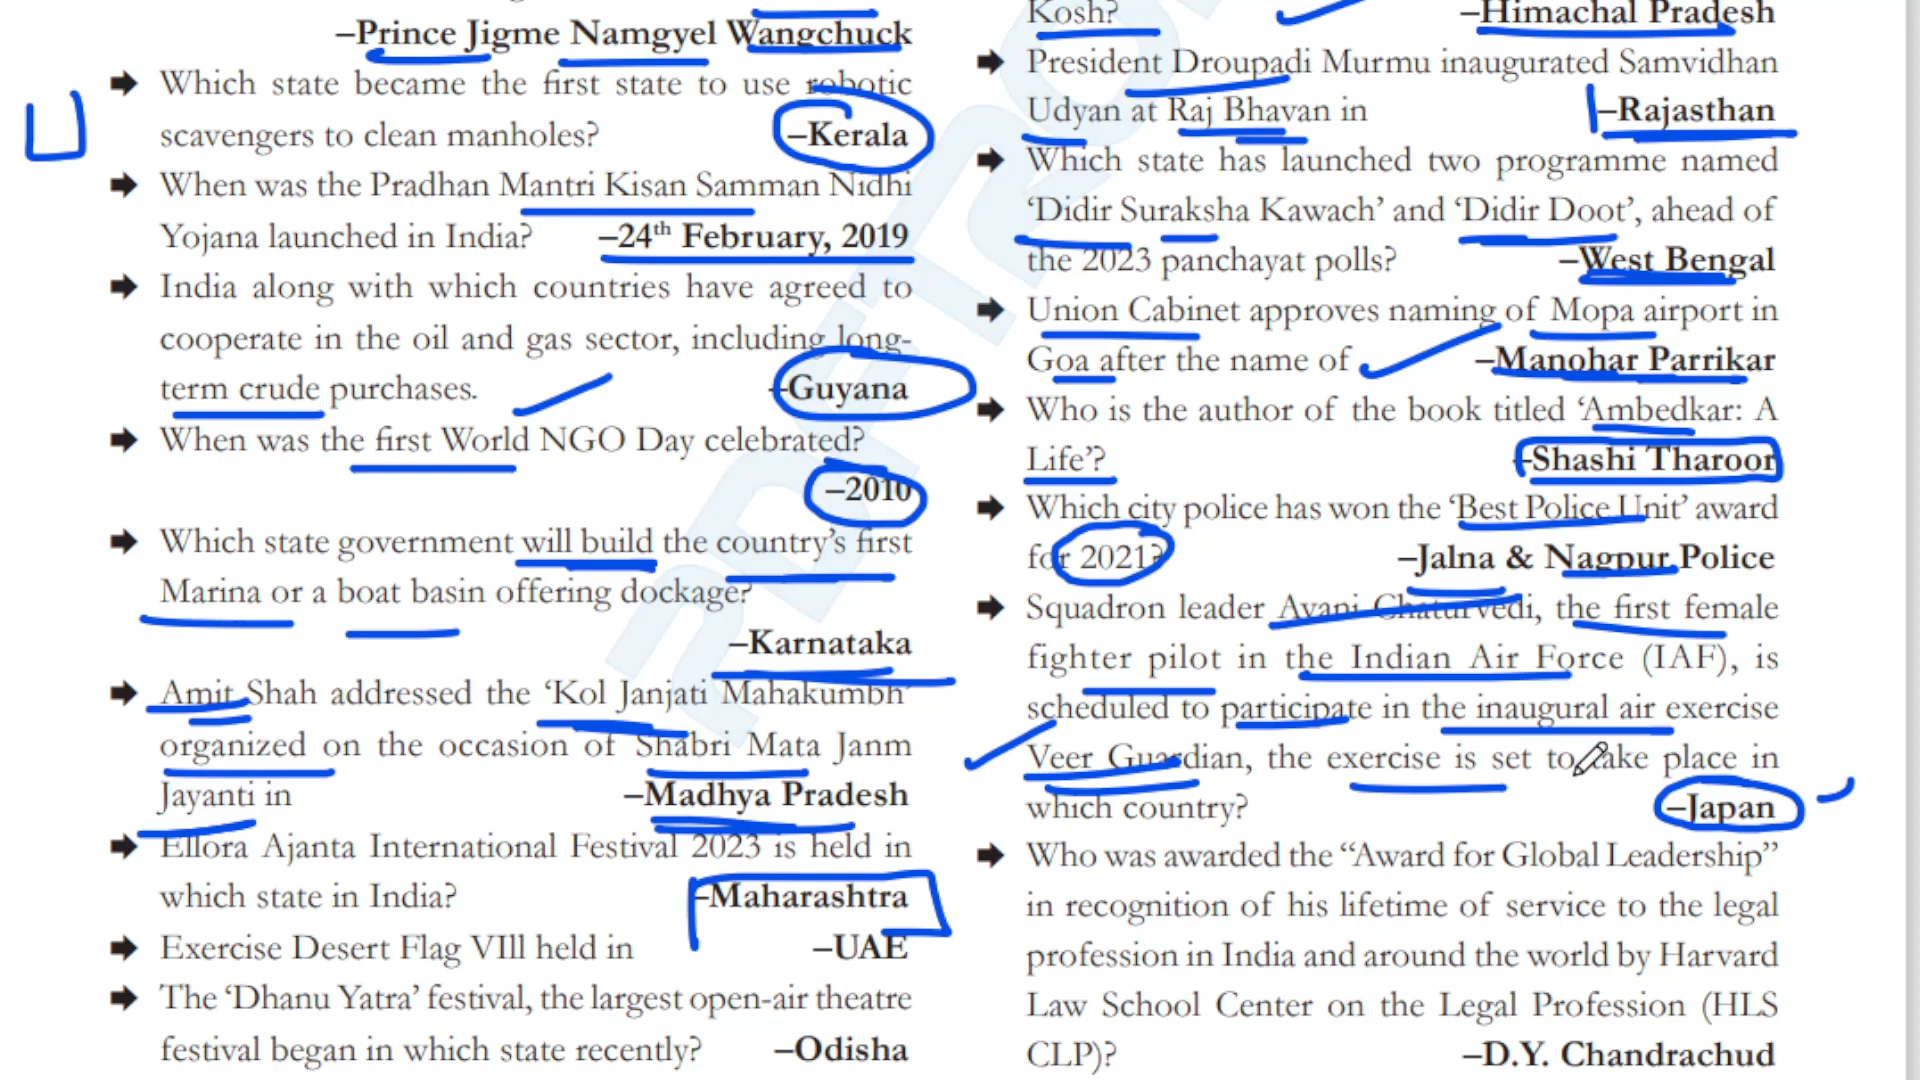 –Prince Jigme Namgyel Wangchuck
➡ Which state became the first state to use robotic
scavengers to clean manholes? –Kerala
➡ When was the Pradhan Mantri Kisan Samman Nidhi
Yojana launched in India? –24th February, 2019
➡ India along with which countries have agreed to
cooperate in the oil and gas sector, including long-
term crude purchases. –Guyana
➡ When was the first World NGO Day celebrated?
–2010
➡ Which state government will build the country’s first
Marina or a boat basin offering dockage?
–Karnataka
➡ Amit Shah addressed the ‘Kol Janjati Mahakumbh’
organized on the occasion of Shabri Mata Janm
Jayanti in –Madhya Pradesh
➡ Ellora Ajanta International Festival 2023 is held in
which state in India? –Maharashtra
➡ Exercise Desert Flag VIll held in –UAE
➡ The ‘Dhanu Yatra’ festival, the largest open-air theatre
festival began in which state recently? –Odisha
Kosh? –Himachal Pradesh
➡ President Droupadi Murmu inaugurated Samvidhan
Udyan at Raj Bhavan in –Rajasthan
➡ Which state has launched two programme named
‘Didir Suraksha Kawach’ and ‘Didir Doot’, ahead of
the 2023 panchayat polls? –West Bengal
➡ Union Cabinet approves naming of Mopa airport in
Goa after the name of –Manohar Parrikar
➡ Who is the author of the book titled ‘Ambedkar: A
Life’? –Shashi Tharoor
➡ Which city police has won the ‘Best Police Unit’ award
for 2021? –Jalna & Nagpur Police
➡ Squadron leader Avani Chaturvedi, the first female
fighter pilot in the Indian Air Force (IAF), is
scheduled to participate in the inaugural air exercise
Veer Guardian, the exercise is set to take place in
which country? –Japan
➡ Who was awarded the “Award for Global Leadership”
in recognition of his lifetime of service to the legal
profession in India and around the world by Harvard
Law School Center on the Legal Profession (HLS
CLP)? –D.Y. Chandrachud